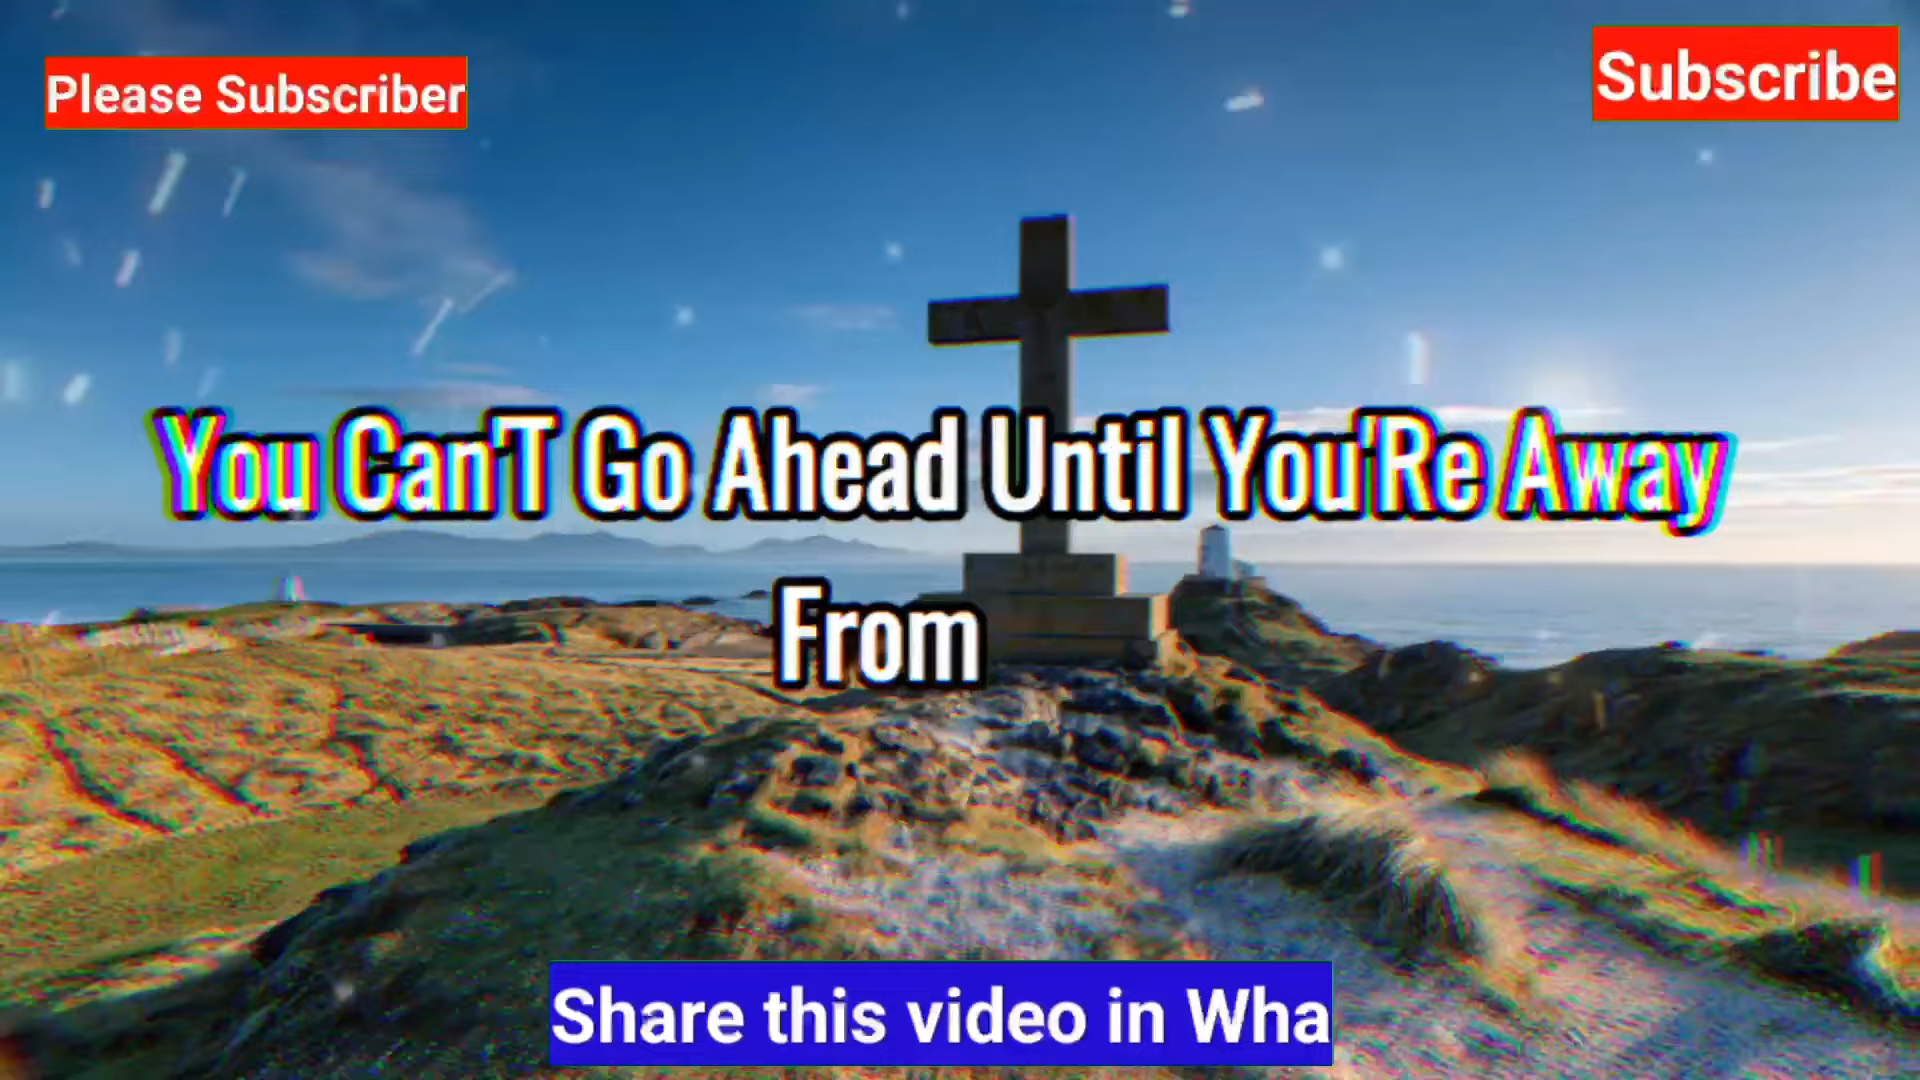 Please Subscriber
Subscribe
You Can'T Go Ahead Until You'Re Away
From
Share this video in Wha